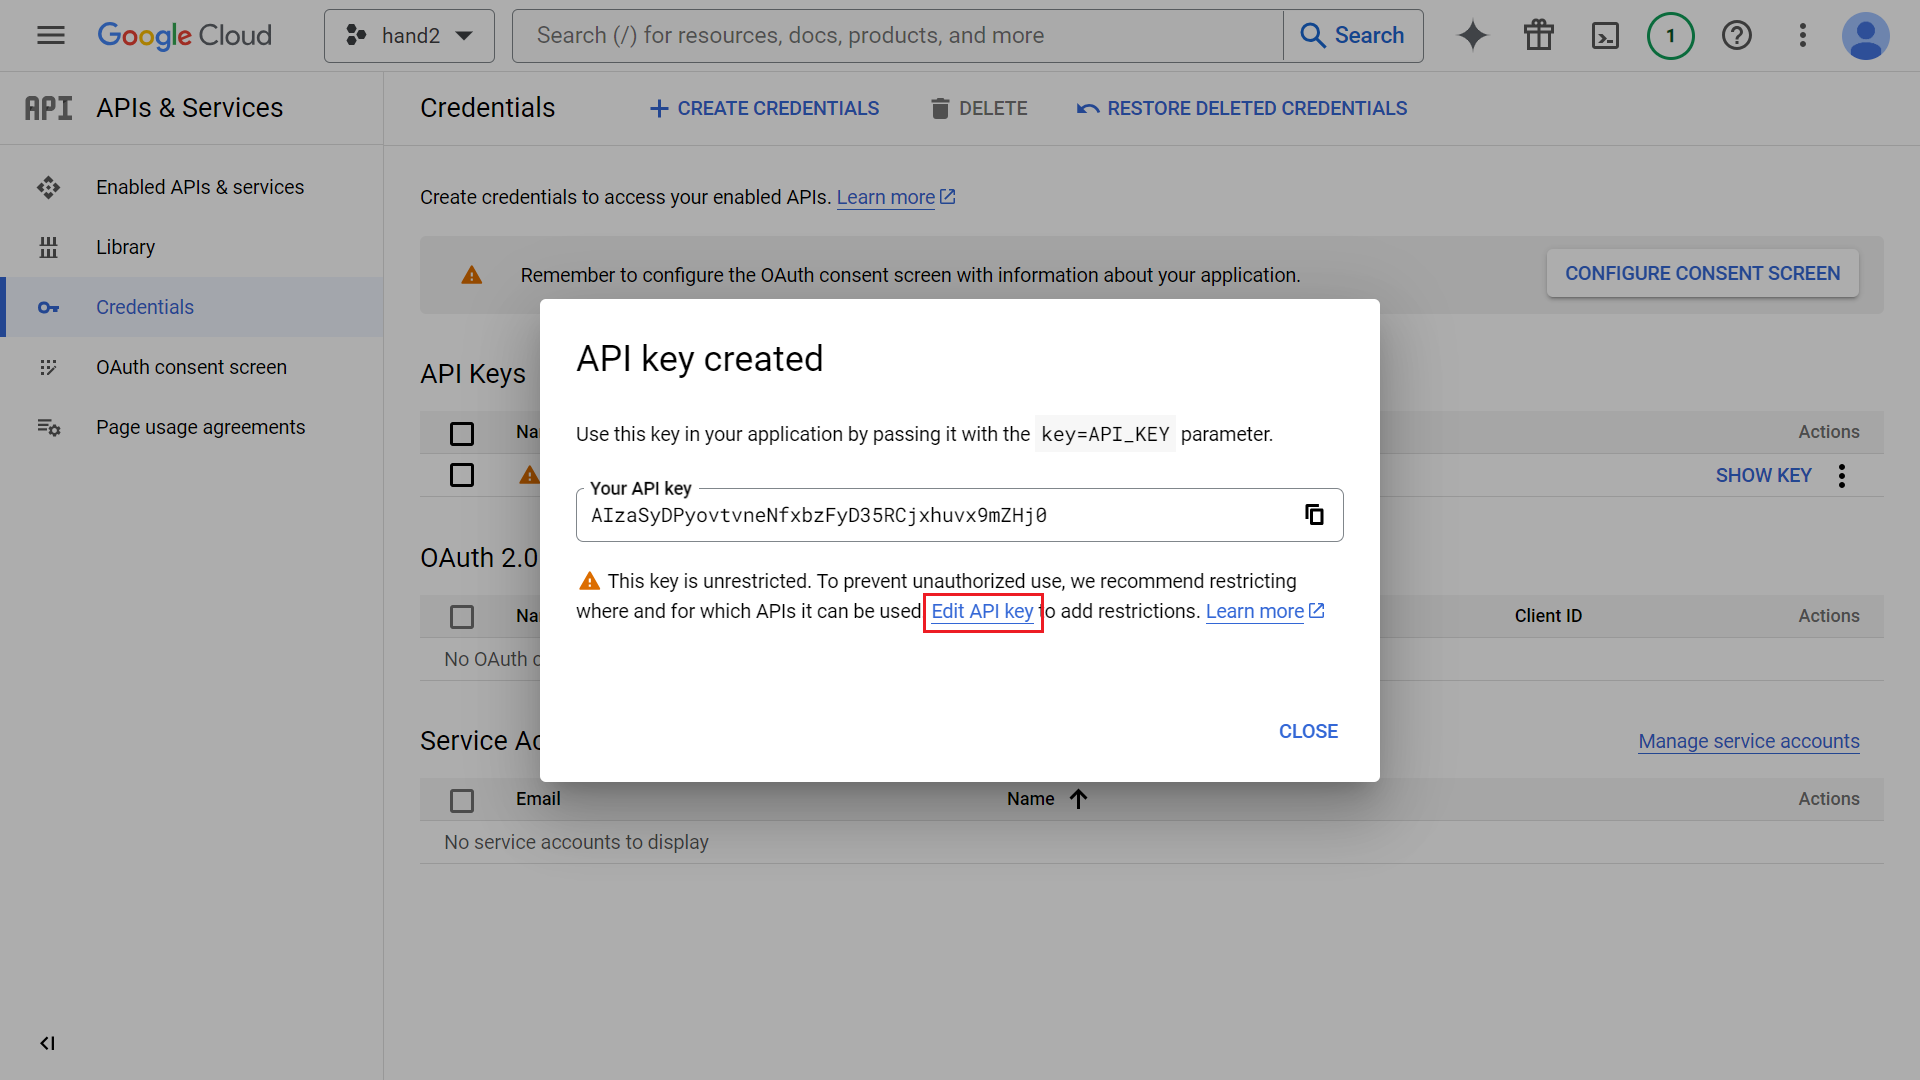 Google Cloud
hand2
Search (/) for resources, docs, products, and more
Search
1
API
APIs & Services
Credentials
CREATE CREDENTIALS
DELETE
RESTORE DELETED CREDENTIALS
Enabled APIs & services
Library
Credentials
OAuth consent screen
Page usage agreements
Create credentials to access your enabled APIs. Learn more
Remember to configure the OAuth consent screen with information about your application.
CONFIGURE CONSENT SCREEN
API Keys
Na
Actions
SHOW KEY
API key created
Use this key in your application by passing it with the key=API_KEY parameter.
Your API key
AIzaSyDPyovtvneNfxbzFyD35RCjxhuvx9mZHj0
This key is unrestricted. To prevent unauthorized use, we recommend restricting
where and for which APIs it can be used Edit API key to add restrictions. Learn more
CLOSE
OAuth 2.0
Na
Client ID
Actions
No OAuth c
Service Ac
Manage service accounts
Email
Name
Actions
No service accounts to display